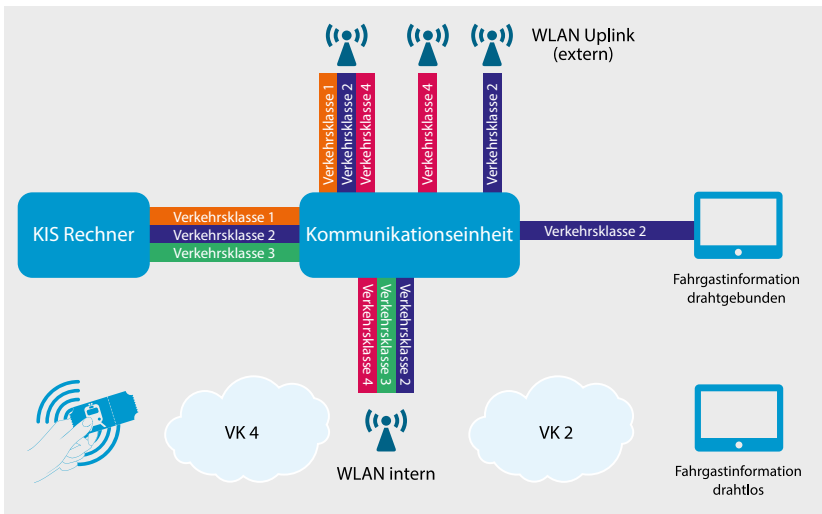 WLAN Uplink
(extern)
Verkehrsklasse 1
Verkehrsklasse 2
Verkehrsklasse 4
Verkehrsklasse 4
Verkehrsklasse 2
KIS Rechner
Verkehrsklasse 1
Verkehrsklasse 2
Verkehrsklasse 3
Kommunikationseinheit
Verkehrsklasse 2
Fahrgastinformation
drahtgebunden
Verkehrsklasse 4
Verkehrsklasse 3
Verkehrsklasse 2
VK 4
WLAN intern
VK 2
Fahrgastinformation
drahtlos